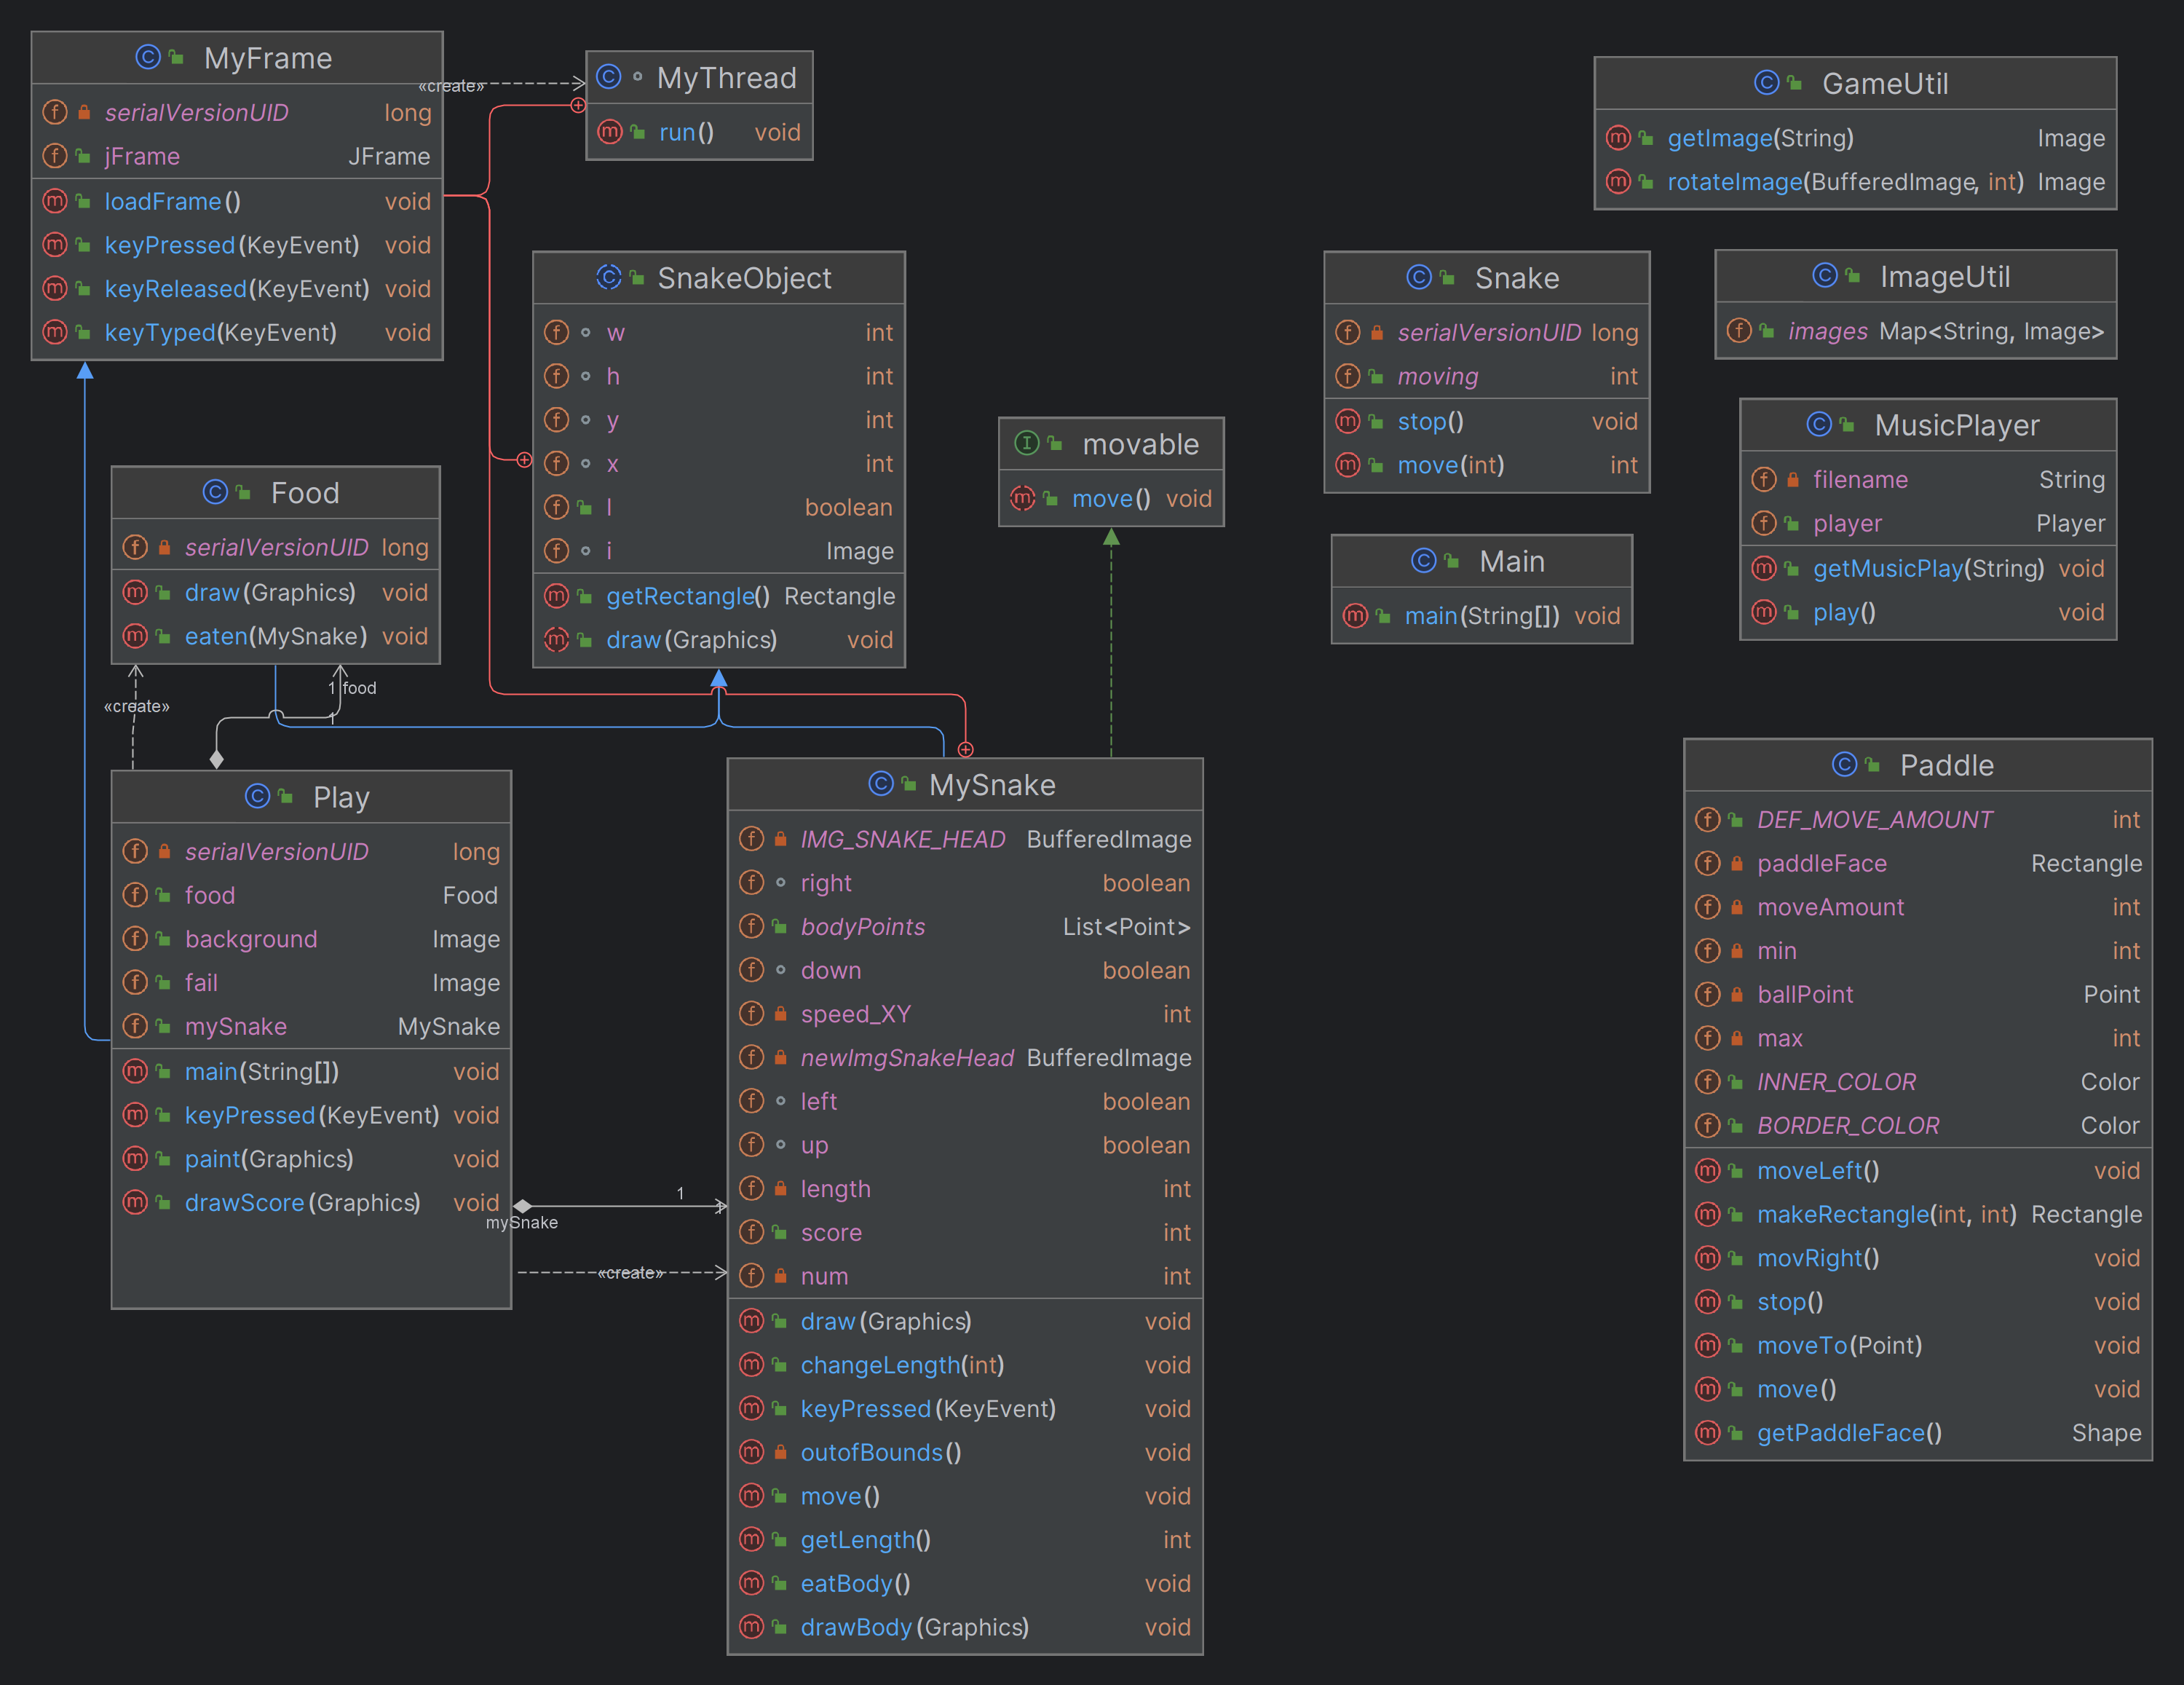 MyFrame
serialVersionUID long
jFrame JFrame
loadFrame() void
keyPressed(KeyEvent) void
keyReleased(KeyEvent) void
keyTyped(KeyEvent) void
«create»
MyThread
run() void
GameUtil
getImage(String) Image
rotateImage(BufferedImage, int) Image
SnakeObject
w int
h int
y int
x int
l boolean
i Image
getRectangle() Rectangle
draw(Graphics) void
Snake
serialVersionUID long
moving int
stop() void
move(int) int
ImageUtil
images Map<String, Image>
movable
move() void
MusicPlayer
filename String
player Player
getMusicPlay(String) void
play() void
Food
serialVersionUID long
draw(Graphics) void
eaten(MySnake) void
Main
main(String[]) void
1 food
«create»
1
Play
serialVersionUID long
food Food
background Image
fail Image
mySnake MySnake
main(String[]) void
keyPressed(KeyEvent) void
paint(Graphics) void
drawScore(Graphics) void
1
1
mySnake
«create»
MySnake
IMG_SNAKE_HEAD BufferedImage
right boolean
bodyPoints List<Point>
down boolean
speed_XY int
newImgSnakeHead BufferedImage
left boolean
up boolean
length int
score int
num int
draw(Graphics) void
changeLength(int) void
keyPressed(KeyEvent) void
outofBounds() void
move() void
getLength() int
eatBody() void
drawBody(Graphics) void
Paddle
DEF_MOVE_AMOUNT int
paddleFace Rectangle
moveAmount int
min int
ballPoint Point
max int
INNER_COLOR Color
BORDER_COLOR Color
moveLeft() void
makeRectangle(int, int) Rectangle
movRight() void
stop() void
moveTo(Point) void
move() void
getPaddleFace() Shape